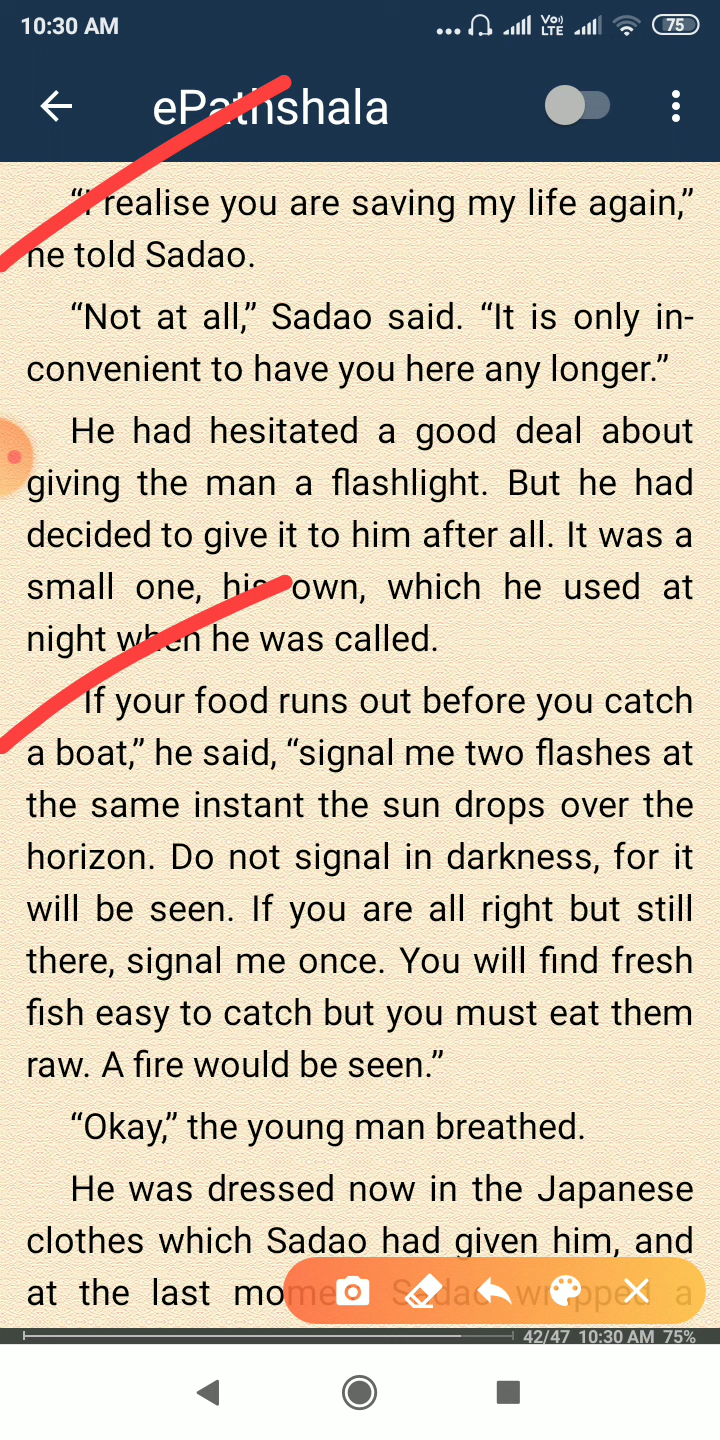 10:30 AM
Vo))
LTE
75
ePathshala
“I realise you are saving my life again,”
he told Sadao.
“Not at all,” Sadao said. “It is only in-
convenient to have you here any longer.”
He had hesitated a good deal about
giving the man a flashlight. But he had
decided to give it to him after all. It was a
small one, his own, which he used at
night when he was called.
If your food runs out before you catch
a boat,” he said, “signal me two flashes at
the same instant the sun drops over the
horizon. Do not signal in darkness, for it
will be seen. If you are all right but still
there, signal me once. You will find fresh
fish easy to catch but you must eat them
raw. A fire would be seen.”
“Okay,” the young man breathed.
He was dressed now in the Japanese
clothes which Sadao had given him, and
at the last moment Sadao wrapped a
42/47 10:30 AM 75%